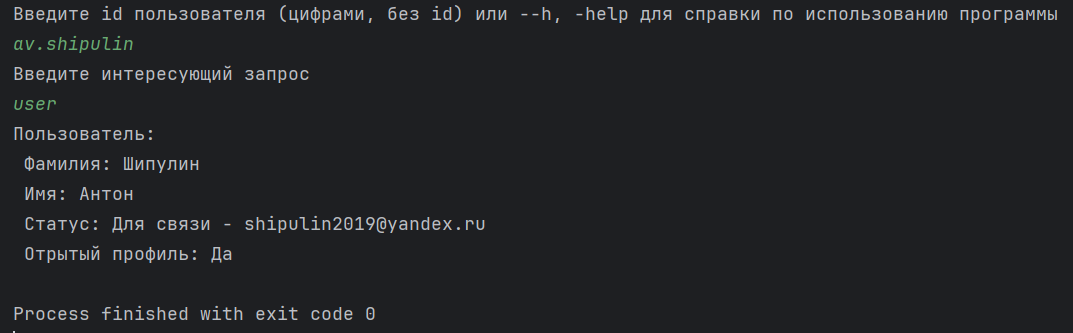 Введите id пользователя (цифрами, без id) или --h, -help для справки по использованию программы
av.shipulin
Введите интересующий запрос
user
Пользователь:
Фамилия: Шипулин
Имя: Антон
Статус: Для связи - shipulin2019@yandex.ru
Отрытый профиль: Да
Process finished with exit code 0